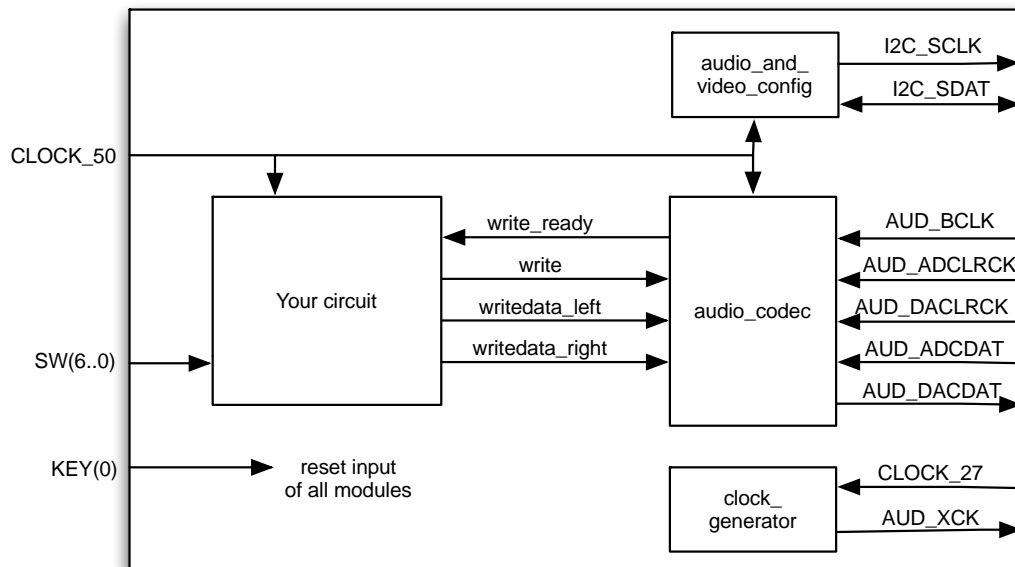 I2C_SCLK
audio_and_
video_config
I2C_SDAT
CLOCK_50
write_ready
AUD_BCLK
write
AUD_ADCLRCK
Your circuit
writedata_left
audio_codec
AUD_DACLRCK
SW(6..0)
writedata_right
AUD_ADCDAT
AUD_DACDAT
KEY(0)
reset input
of all modules
clock_
generator
CLOCK_27
AUD_XCK